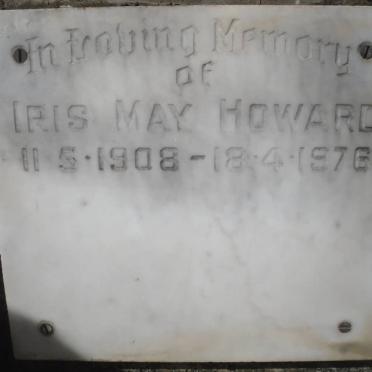 In Loving Memory
OF
IRIS MAY HOWARD
11·5·1908-18·4·1976